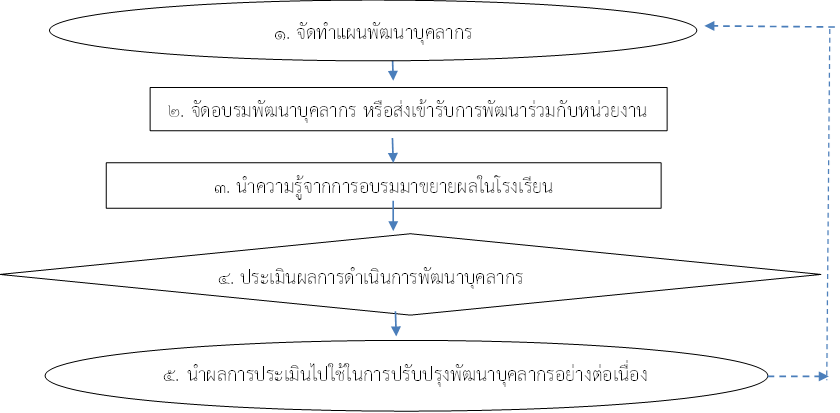 ๑. จัดทำแผนพัฒนาบุคลากร
๒. จัดอบรมพัฒนาบุคลากร หรือส่งเข้ารับการพัฒนาร่วมกับหน่วยงาน
๓. นำความรู้จากการอบรมมาขยายผลในโรงเรียน
๔. ประเมินผลการดำเนินการพัฒนาบุคลากร
๕. นำผลการประเมินไปใช้ในการปรับปรุงพัฒนาบุคลากรอย่างต่อเนื่อง